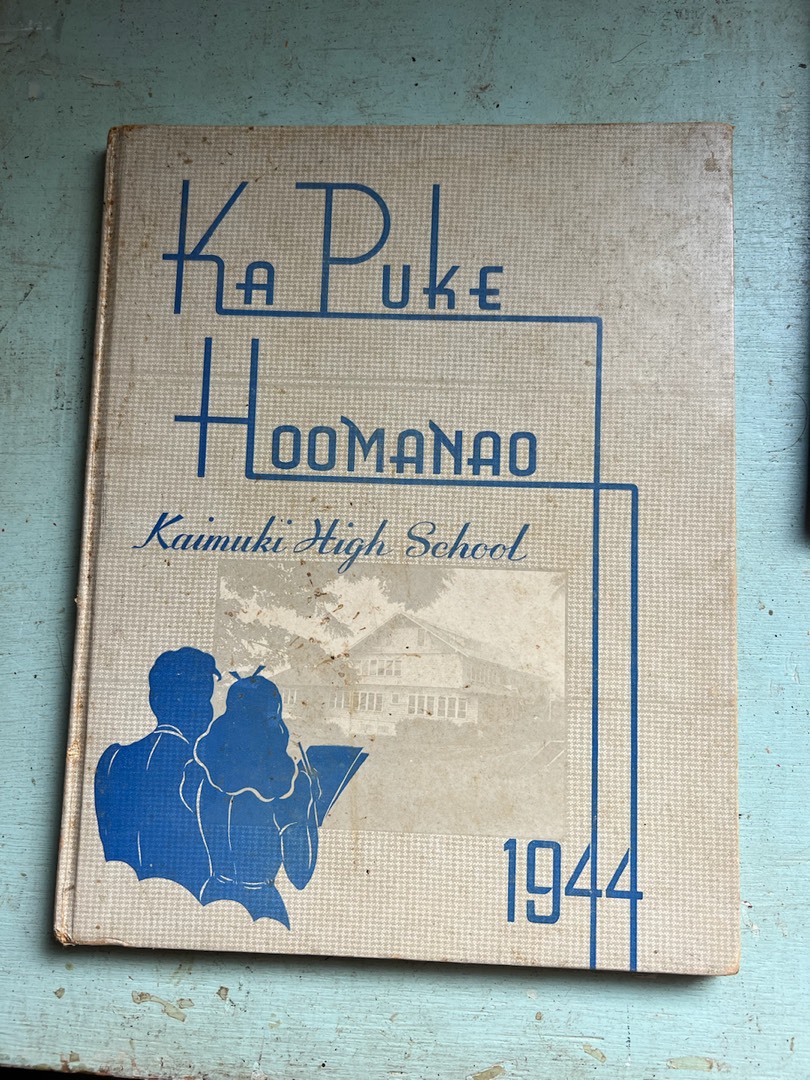 Ka Puke
Hoomanao
Kaimuki High School
1944